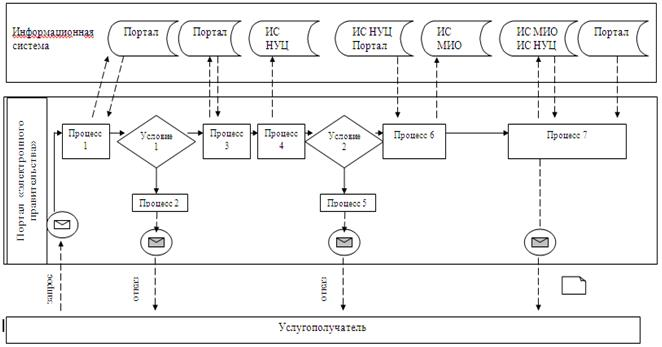 Информационная
система
Портал
Портал
ИС
НУЦ
ИС НУЦ
Портал
ИС
МИО
ИС МИО
ИС НУЦ
Портал
Портал «электронного
правительства»
Процесс
1
Условие
1
Процесс
3
Процесс
4
Условие
2
Процесс 6
Процесс 7
Процесс 2
Процесс 5
запрос
отказ
отказ
Услугополучатель